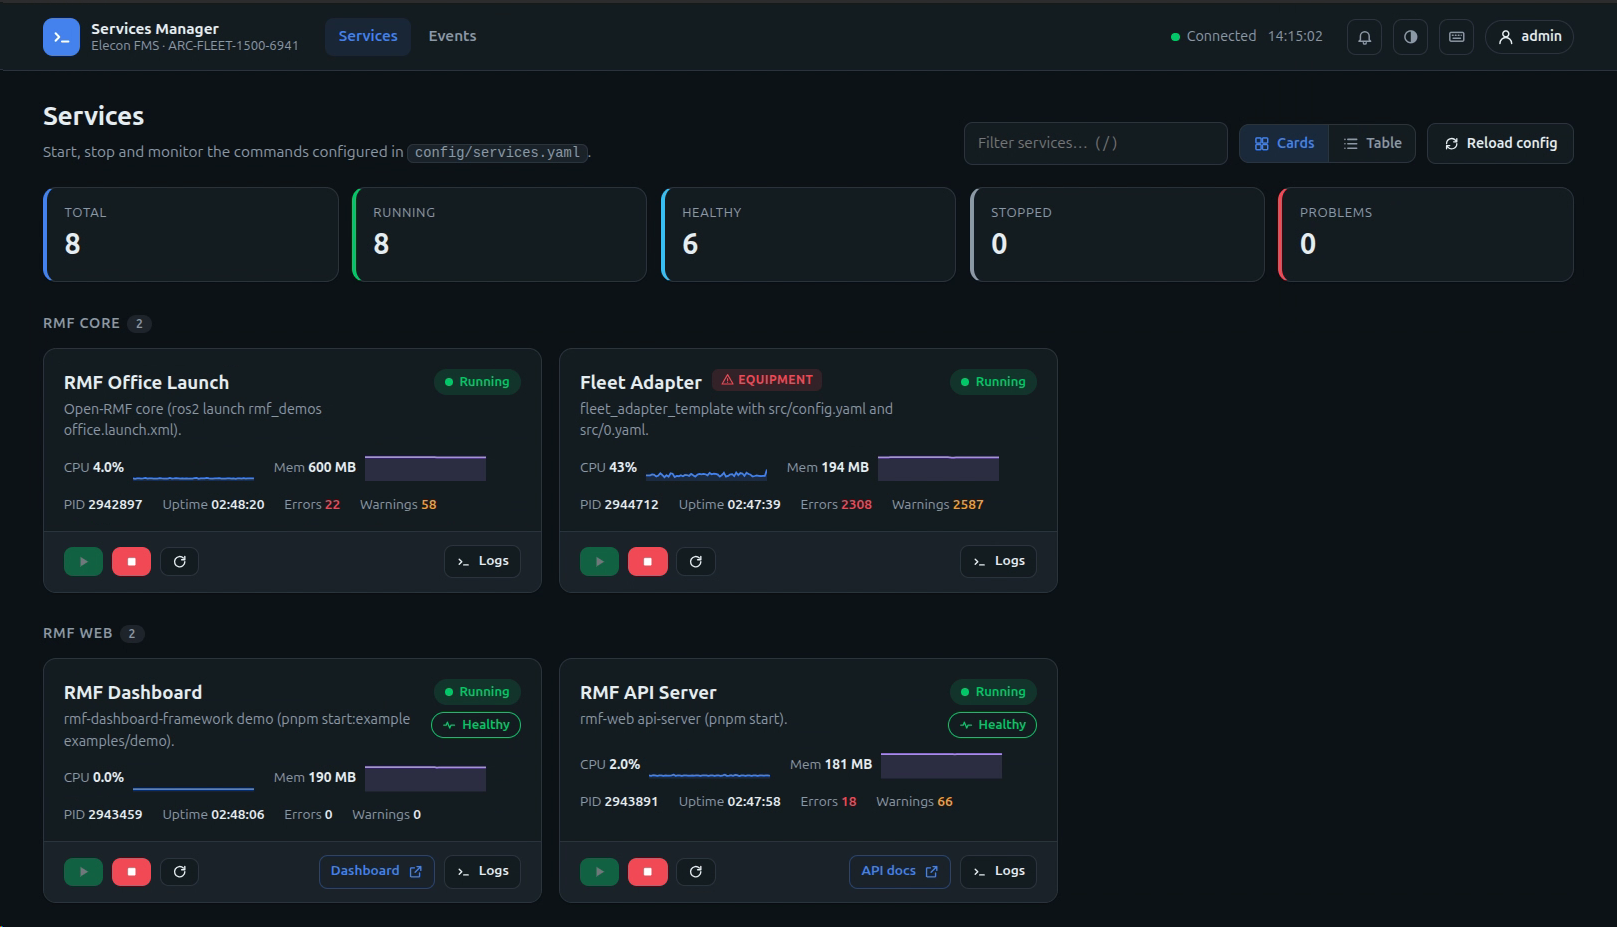 Services Manager
Elecon FMS · ARC-FLEET-1500-6941
Services
Events
Connected 14:15:02
admin
Services
Start, stop and monitor the commands configured in config/services.yaml.
Filter services… (/)
Cards
Table
Reload config
TOTAL
8
RUNNING
8
HEALTHY
6
STOPPED
0
PROBLEMS
0
RMF CORE 2
RMF Office Launch
Running
Open-RMF core (ros2 launch rmf_demos
office.launch.xml).
CPU 4.0% Mem 600 MB
PID 2942897 Uptime 02:48:20 Errors 22 Warnings 58
Logs
Fleet Adapter
EQUIPMENT
Running
fleet_adapter_template with src/config.yaml and
src/0.yaml.
CPU 43% Mem 194 MB
PID 2944712 Uptime 02:47:39 Errors 2308 Warnings 2587
Logs
RMF WEB 2
RMF Dashboard
Running
rmf-dashboard-framework demo (pnpm start:example
examples/demo).
Healthy
CPU 0.0% Mem 190 MB
PID 2943459 Uptime 02:48:06 Errors 0 Warnings 0
Dashboard
Logs
RMF API Server
Running
rmf-web api-server (pnpm start).
Healthy
CPU 2.0% Mem 181 MB
PID 2943891 Uptime 02:47:58 Errors 18 Warnings 66
API docs
Logs